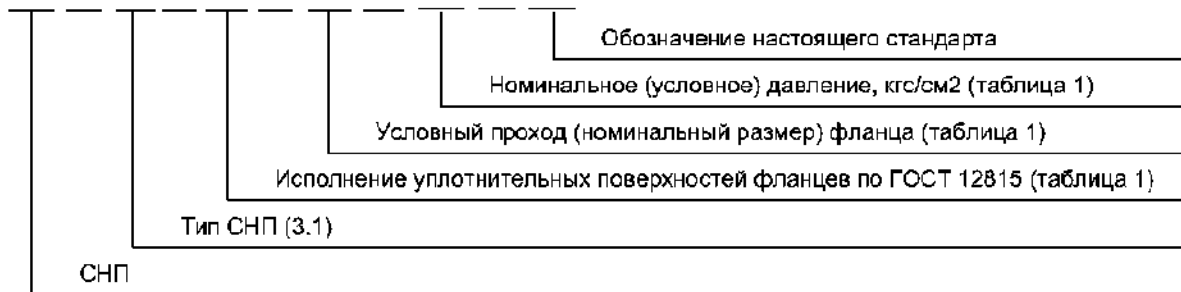 Обозначение настоящего стандарта
Номинальное (условное) давление, кгс/см2 (таблица 1)
Условный проход (номинальный размер) фланца (таблица 1)
Исполнение уплотнительных поверхностей фланцев по ГОСТ 12815 (таблица 1)
Тип СНП (3.1)
СНП